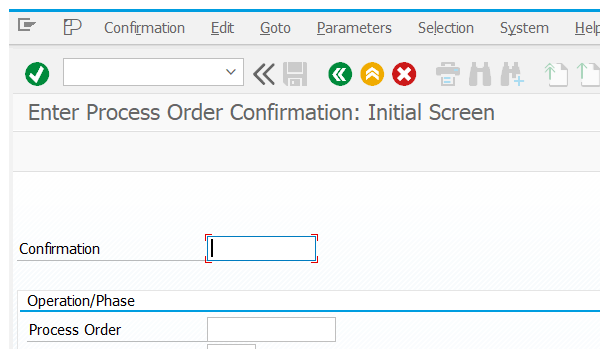 Confirmation Edit Goto Parameters Selection System Help
Enter Process Order Confirmation: Initial Screen
Confirmation
Operation/Phase
Process Order